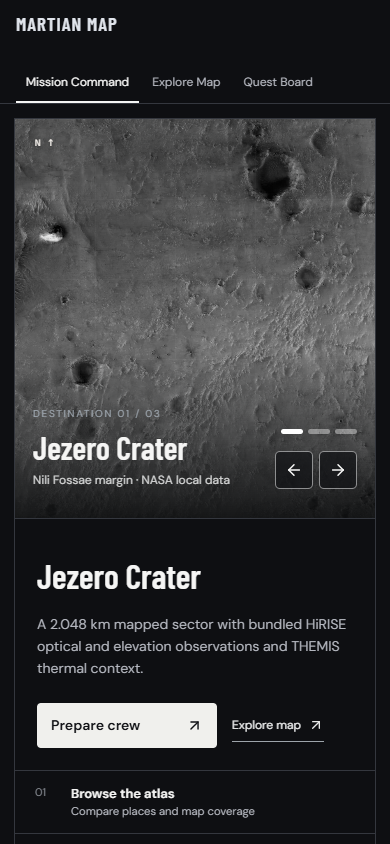 MARTIAN MAP
Mission Command Explore Map Quest Board
N ↑
DESTINATION 01 / 03
Jezero Crater
Nili Fossae margin · NASA local data
← →
Jezero Crater
A 2.048 km mapped sector with bundled HiRISE
optical and elevation observations and THEMIS
thermal context.
Prepare crew ↗ Explore map ↗
01 Browse the atlas
Compare places and map coverage